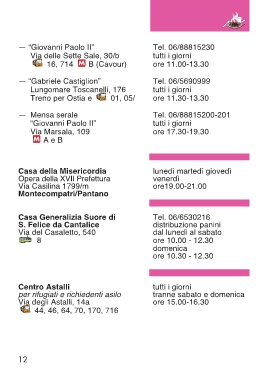 — “Giovanni Paolo II” Tel. 06/88815230
Via delle Sette Sale, 30/b tutti i giorni
16, 714 M B (Cavour) ore 11.00-13.30
— “Gabriele Castiglion” Tel. 06/5690999
Lungomare Toscanelli, 176 tutti i giorni
Treno per Ostia e 01, 05/ ore 11.30-13.30
— Mensa serale Tel. 06/88815200-201
“Giovanni Paolo II” tutti i giorni
Via Marsala, 109 ore 17.30-19.30
M A e B
Casa della Misericordia lunedì martedì giovedì
Opera della XVII Prefettura venerdì
Via Casilina 1799/m ore19.00-21.00
Montecompatri/Pantano
Casa Generalizia Suore di Tel. 06/6530216
S. Felice da Cantalice distribuzione panini
Via del Casaletto, 540 dal lunedì al sabato
8 ore 10.00 - 12.30
domenica
ore 10.30 - 12.30
Centro Astalli tutti i giorni
per rifugiati e richiedenti asilo tranne sabato e domenica
Via degli Astalli, 14a ore 15.00-16.30
44, 46, 64, 70, 170, 716
12